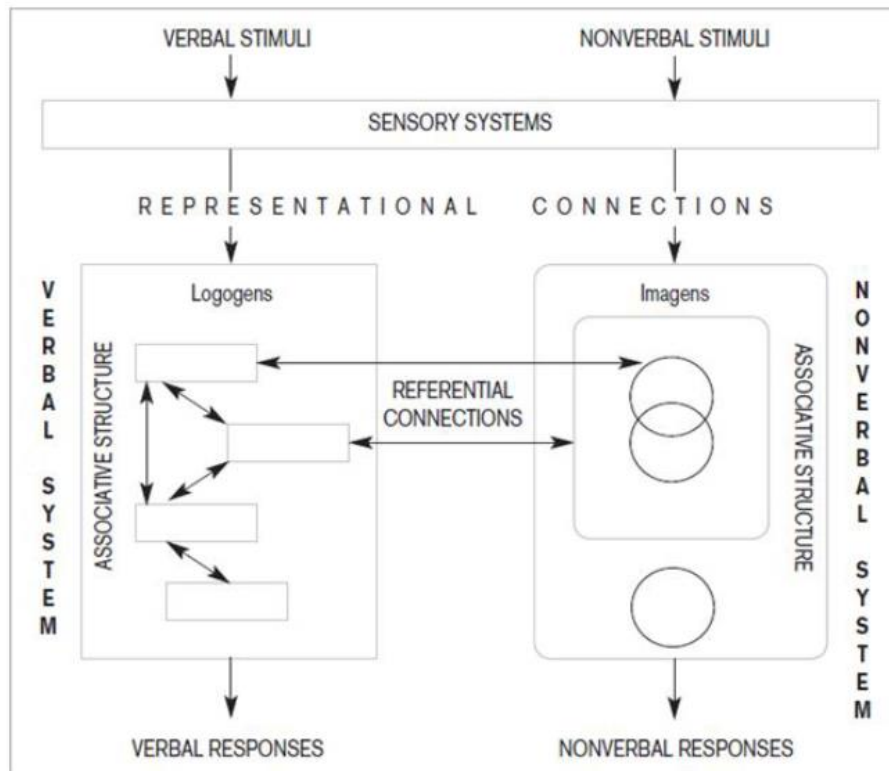 VERBAL STIMULI
NONVERBAL STIMULI
SENSORY SYSTEMS
REPRESENTATIONAL CONNECTIONS
VERBAL SYSTEM
ASSOCIATIVE STRUCTURE
Logogens
REFERENTIAL
CONNECTIONS
Imagens
ASSOCIATIVE STRUCTURE
NONVERBAL SYSTEM
VERBAL RESPONSES
NONVERBAL RESPONSES